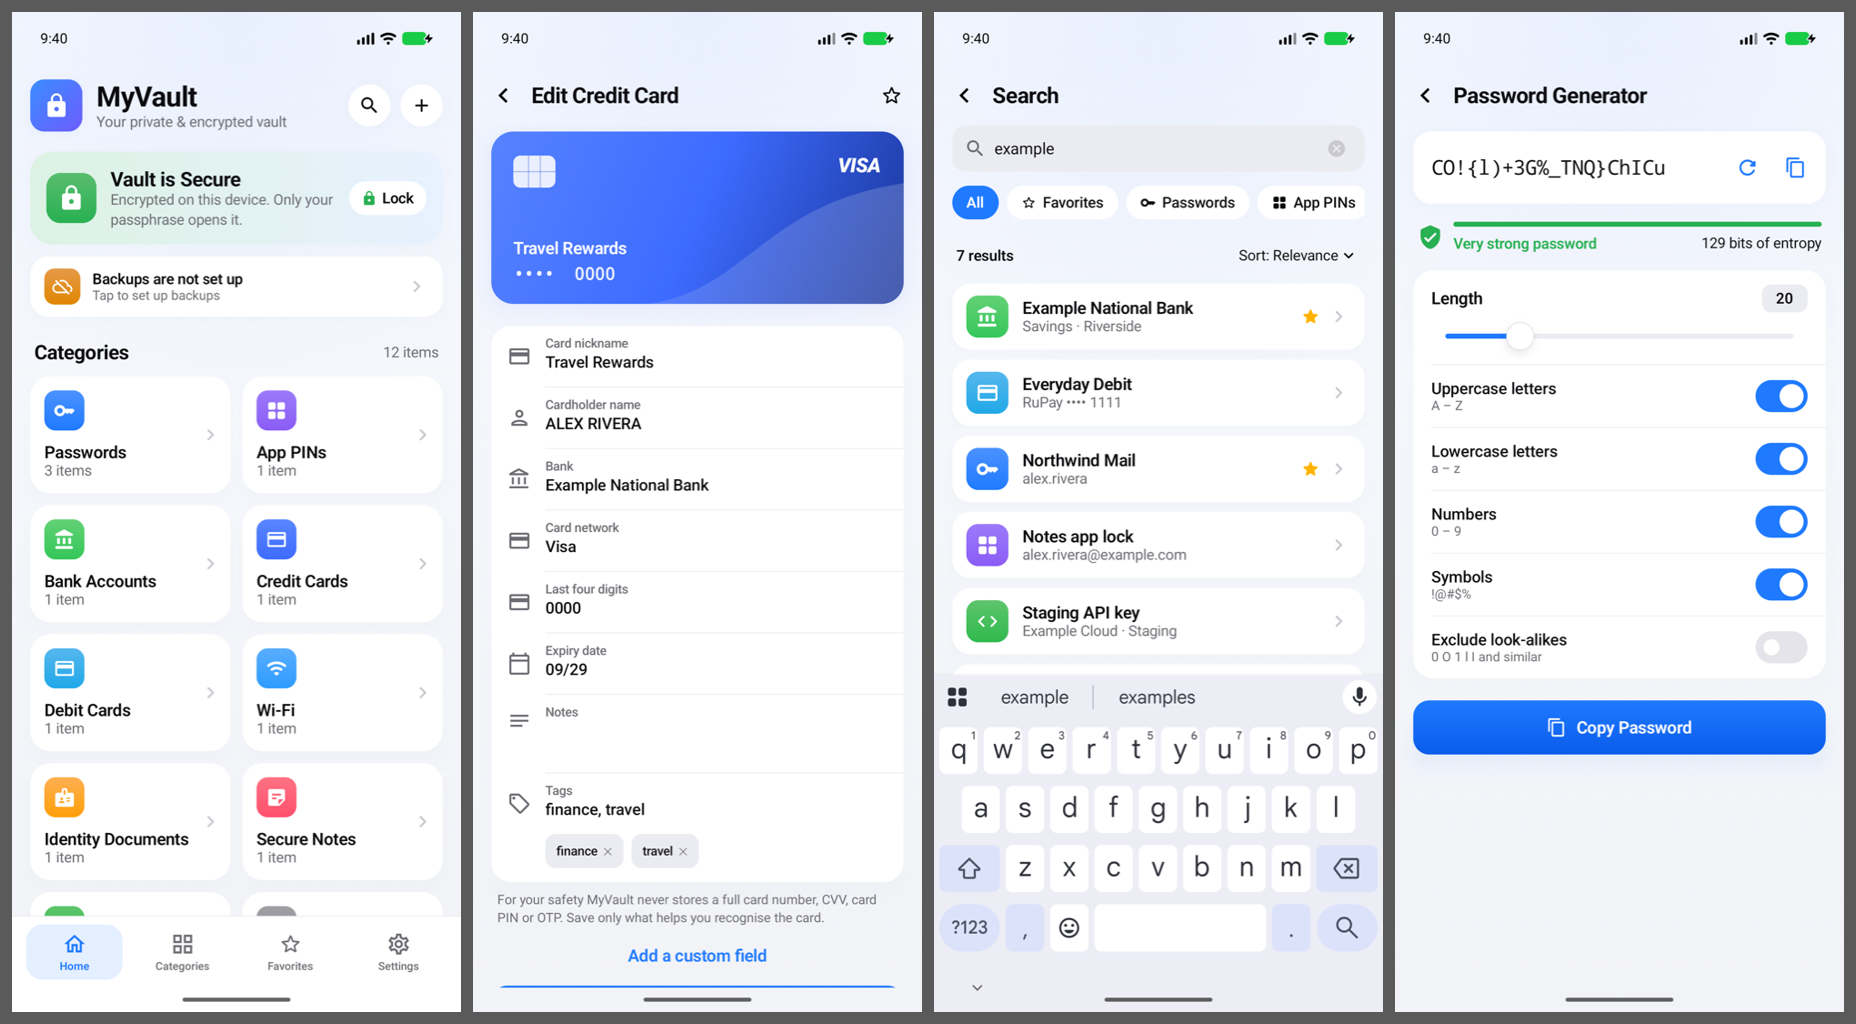 9:40
MyVault
Your private & encrypted vault
Vault is Secure
Encrypted on this device. Only your
passphrase opens it.
Lock
Backups are not set up
Tap to set up backups
Categories
12 items
Passwords
3 items
App PINs
1 item
Bank Accounts
1 item
Credit Cards
1 item
Debit Cards
1 item
Wi-Fi
1 item
Identity Documents
1 item
Secure Notes
1 item
Home
Categories
Favorites
Settings
9:40
Edit Credit Card
VISA
Travel Rewards
•••• 0000
Card nickname
Travel Rewards
Cardholder name
ALEX RIVERA
Bank
Example National Bank
Card network
Visa
Last four digits
0000
Expiry date
09/29
Notes
Tags
finance, travel
finance ×
travel ×
For your safety MyVault never stores a full card number, CVV, card
PIN or OTP. Save only what helps you recognise the card.
Add a custom field
9:40
Search
example
All
Favorites
Passwords
App PINs
7 results
Sort: Relevance
Example National Bank
Savings · Riverside
Everyday Debit
RuPay •••• 1111
Northwind Mail
alex.rivera
Notes app lock
alex.rivera@example.com
Staging API key
Example Cloud · Staging
example
examples
q1 w2 e3 r4 t5 y6 u7 i8 o9 p0
a s d f g h j k l
z x c v b n m
?123 , .
9:40
Password Generator
CO!{l)+3G%_TNQ}ChICu
Very strong password
129 bits of entropy
Length
20
Uppercase letters
A – Z
Lowercase letters
a – z
Numbers
0 – 9
Symbols
!@#$%
Exclude look-alikes
0 O 1 l I and similar
Copy Password